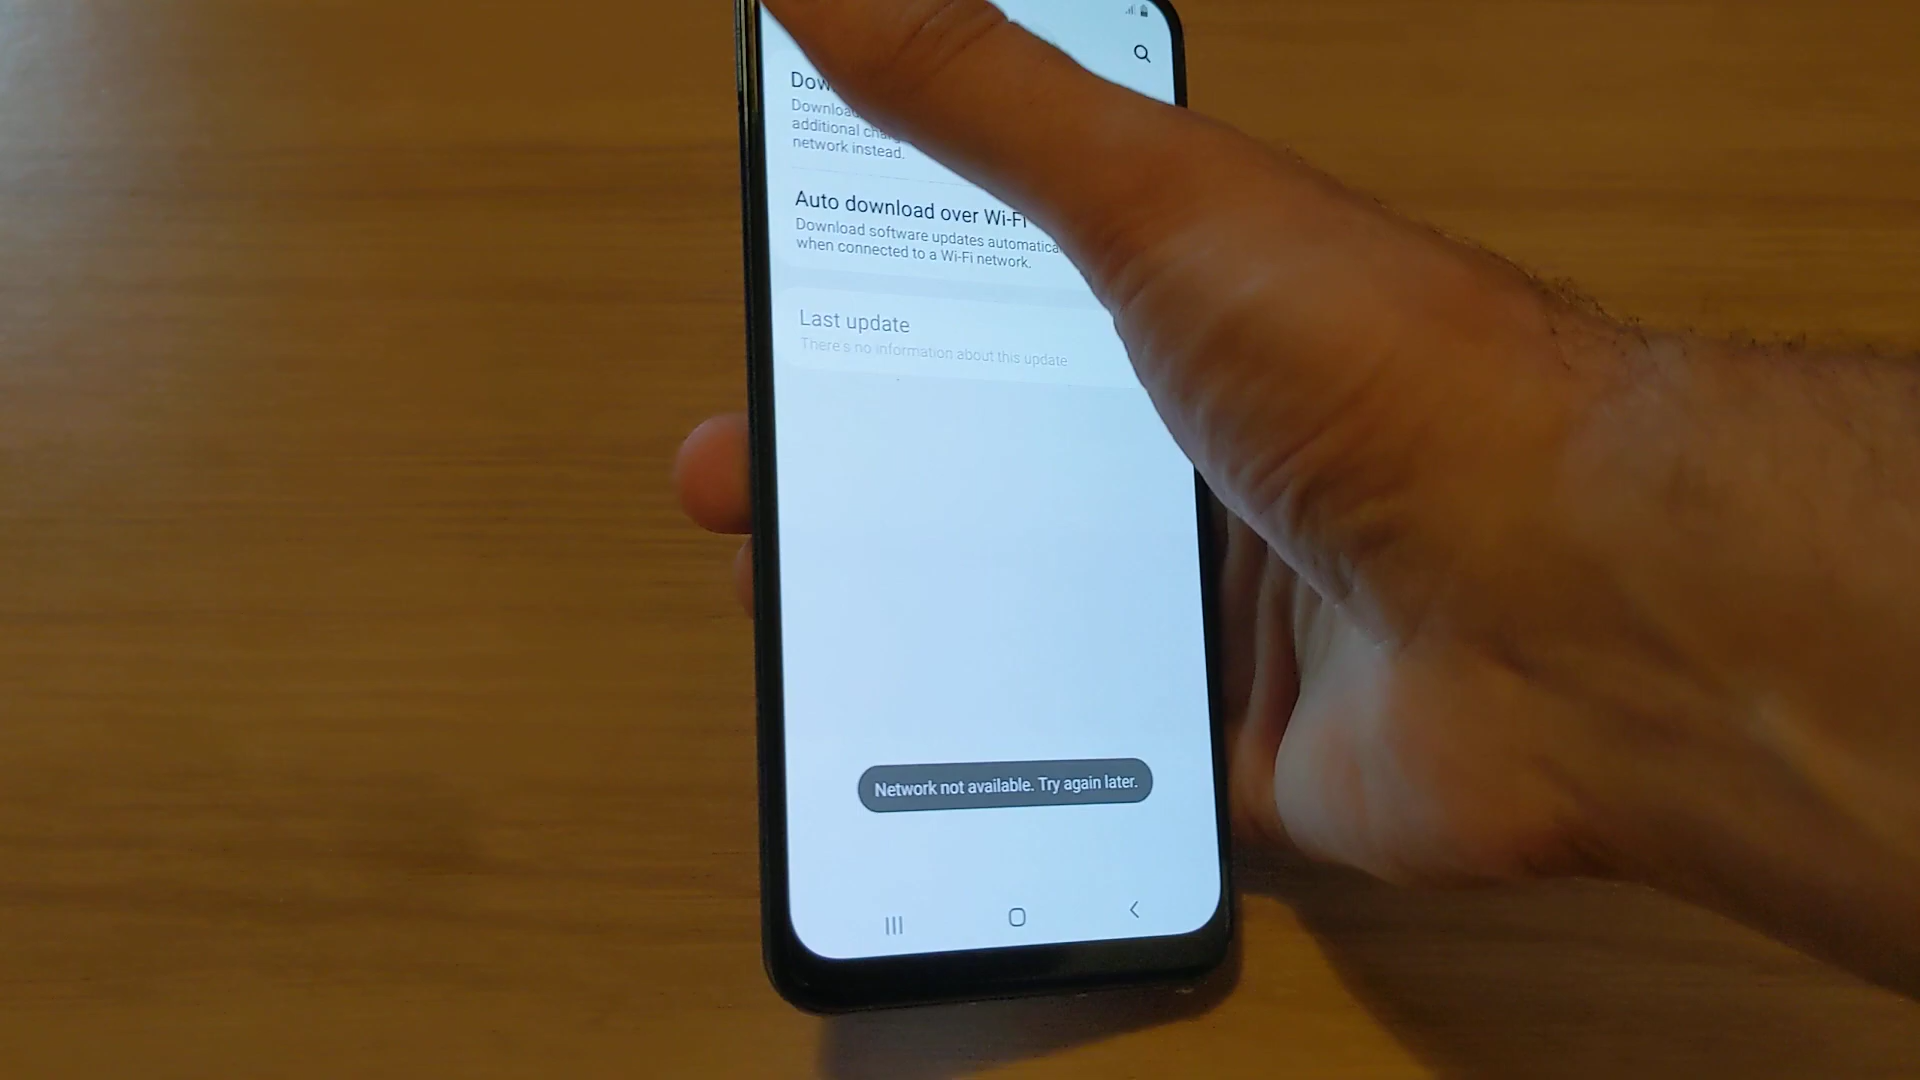 Dow
Downloa
additional cha
network instead.
Auto download over Wi-Fi
Download software updates automatica
when connected to a Wi-Fi network.
Last update
There's no information about this update
Network not available. Try again later.